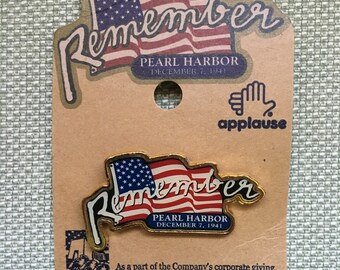 Remember
PEARL HARBOR
DECEMBER 7, 1941
applause
Remember
PEARL HARBOR
DECEMBER 7, 1941
As a part of the Company's corporate giving